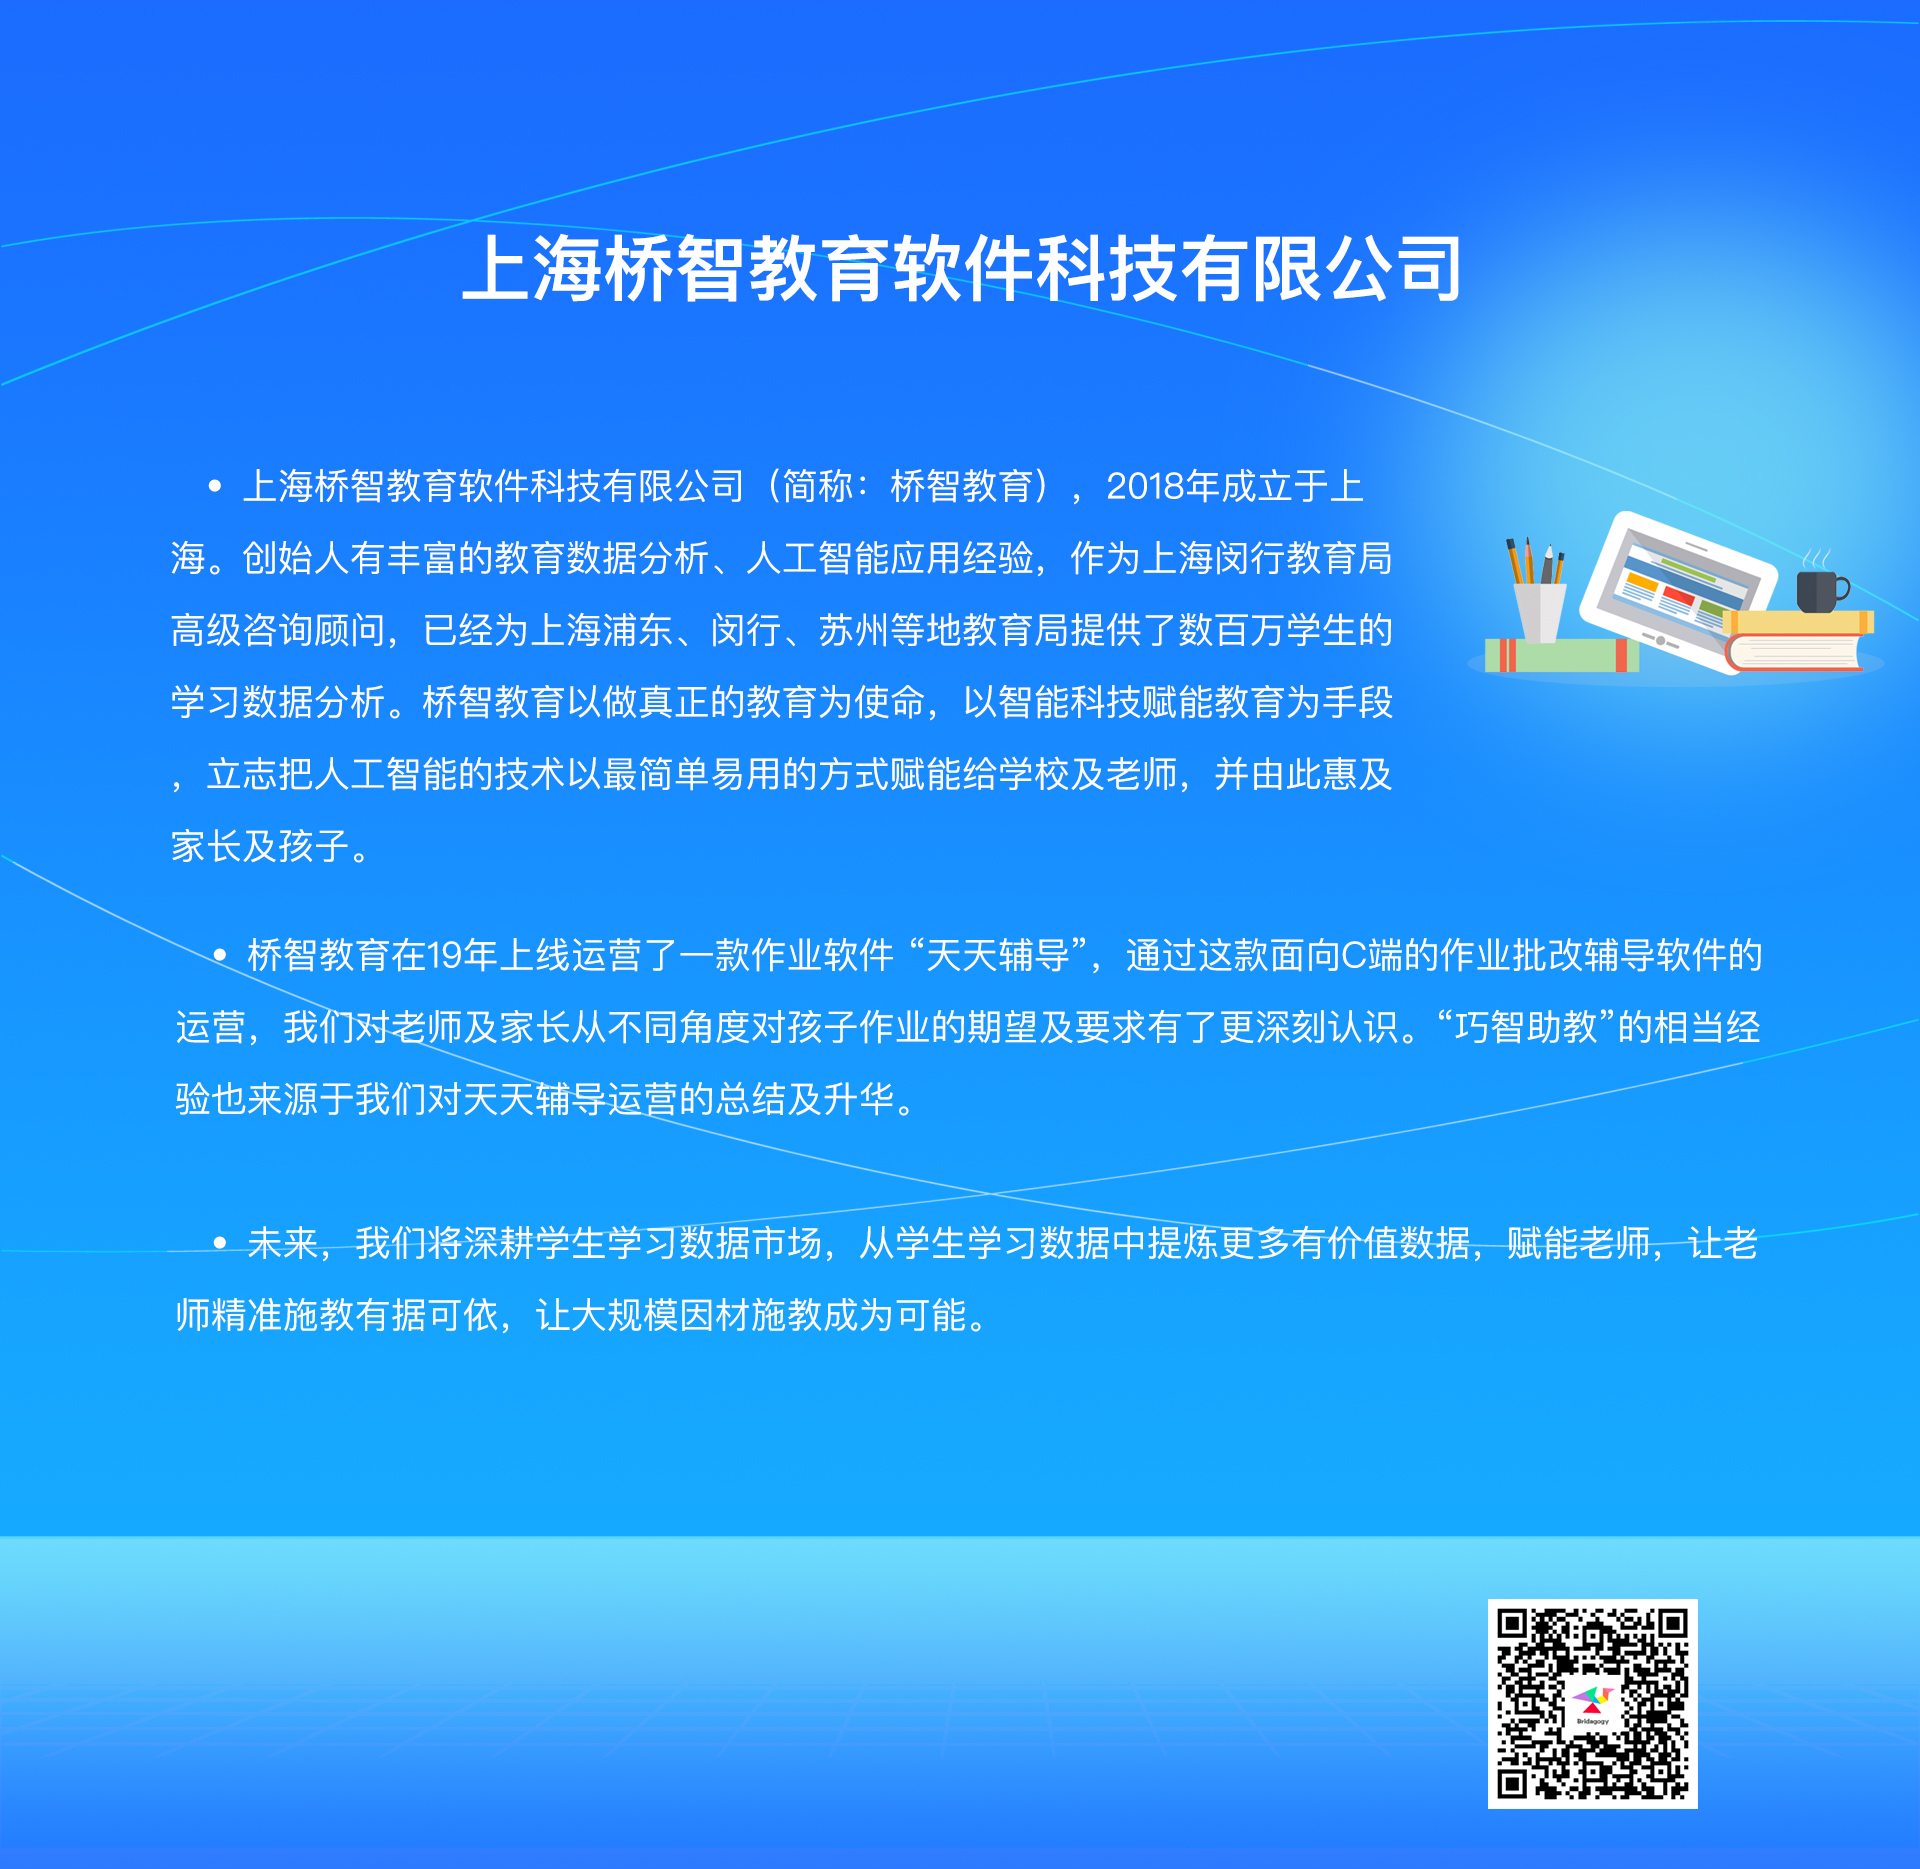 上海桥智教育软件科技有限公司
• 上海桥智教育软件科技有限公司（简称：桥智教育），2018年成立于上
海。创始人有丰富的教育数据分析、人工智能应用经验，作为上海闵行教育局
高级咨询顾问，已经为上海浦东、闵行、苏州等地教育局提供了数百万学生的
学习数据分析。桥智教育以做真正的教育为使命，以智能科技赋能教育为手段
，立志把人工智能的技术以最简单易用的方式赋能给学校及老师，并由此惠及
家长及孩子。
• 桥智教育在19年上线运营了一款作业软件 “天天辅导”，通过这款面向C端的作业批改辅导软件的
运营，我们对老师及家长从不同角度对孩子作业的期望及要求有了更深刻认识。“巧智助教”的相当经
验也来源于我们对天天辅导运营的总结及升华。
• 未来，我们将深耕学生学习数据市场，从学生学习数据中提炼更多有价值数据，赋能老师，让老
师精准施教有据可依，让大规模因材施教成为可能。
Bridagogy